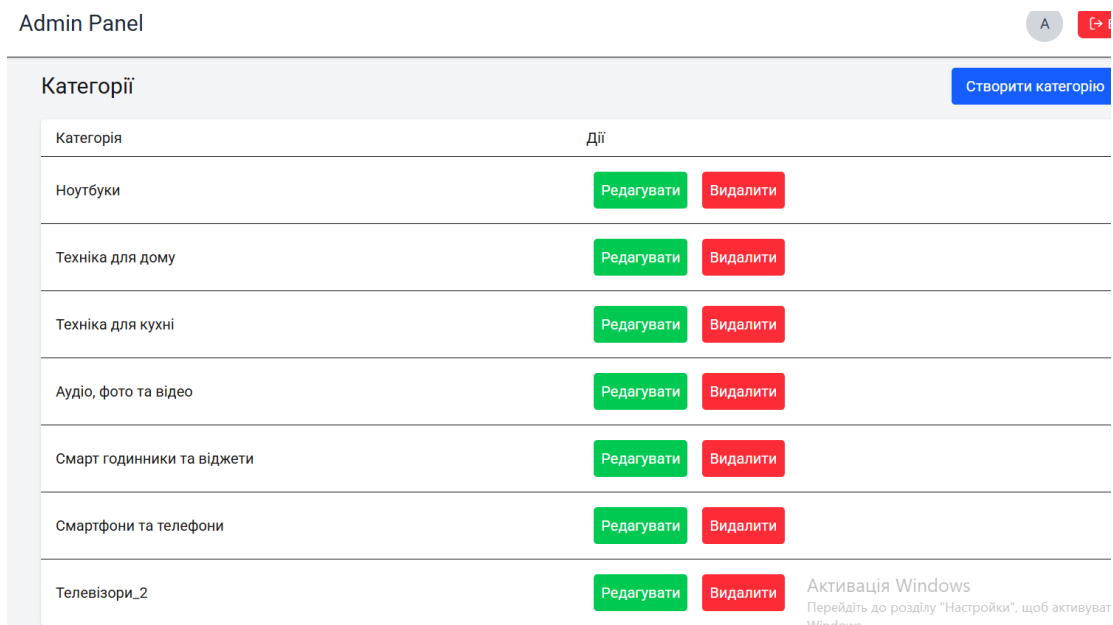 Admin Panel
A
Категорії
Створити категорію
Категорія Дії
Ноутбуки Редагувати Видалити
Техніка для дому Редагувати Видалити
Техніка для кухні Редагувати Видалити
Аудіо, фото та відео Редагувати Видалити
Смарт годинники та віджети Редагувати Видалити
Смартфони та телефони Редагувати Видалити
Телевізори_2 Редагувати Видалити
Активація Windows
Перейдіть до розділу "Настройки", щоб активуват
Windows